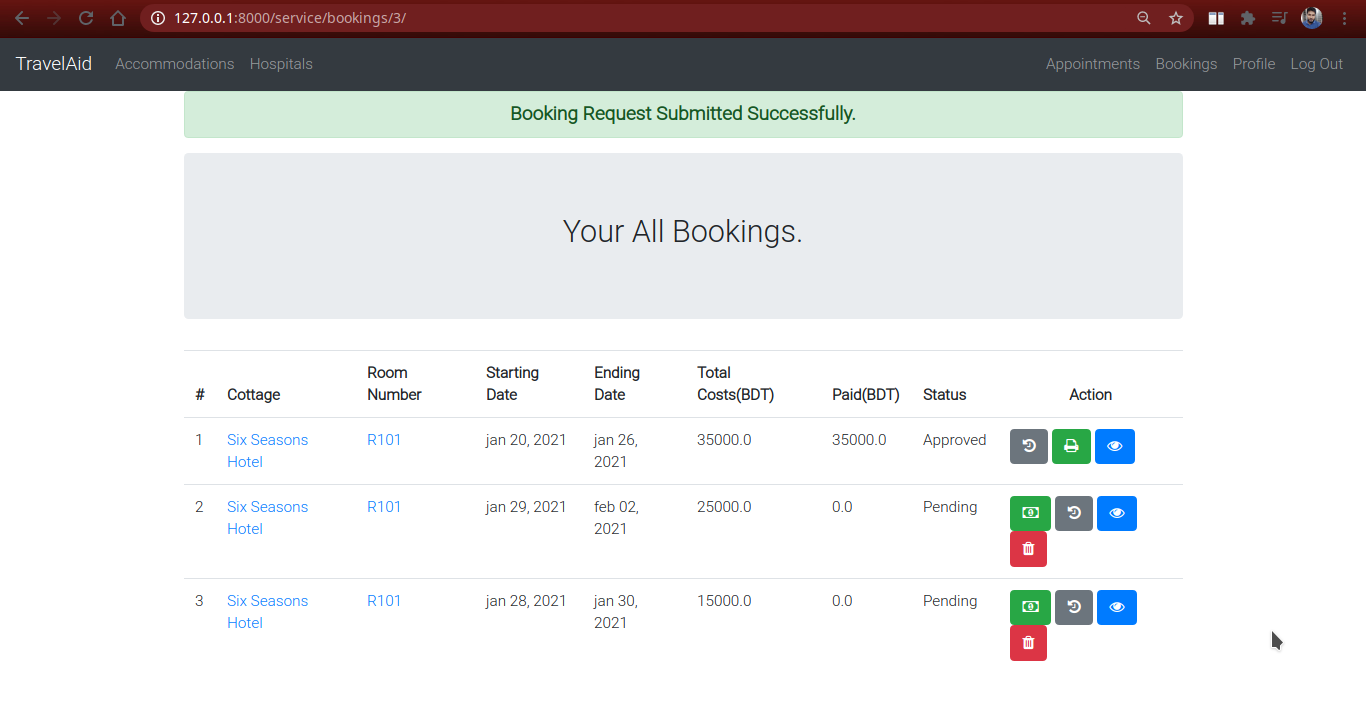 127.0.0.1:8000/service/bookings/3/
TravelAid Accommodations Hospitals Appointments Bookings Profile Log Out
Booking Request Submitted Successfully.
Your All Bookings.
# Cottage Room Number Starting Date Ending Date Total Costs(BDT) Paid(BDT) Status Action
1 Six Seasons Hotel R101 jan 20, 2021 jan 26, 2021 35000.0 35000.0 Approved
2 Six Seasons Hotel R101 jan 29, 2021 feb 02, 2021 25000.0 0.0 Pending
3 Six Seasons Hotel R101 jan 28, 2021 jan 30, 2021 15000.0 0.0 Pending